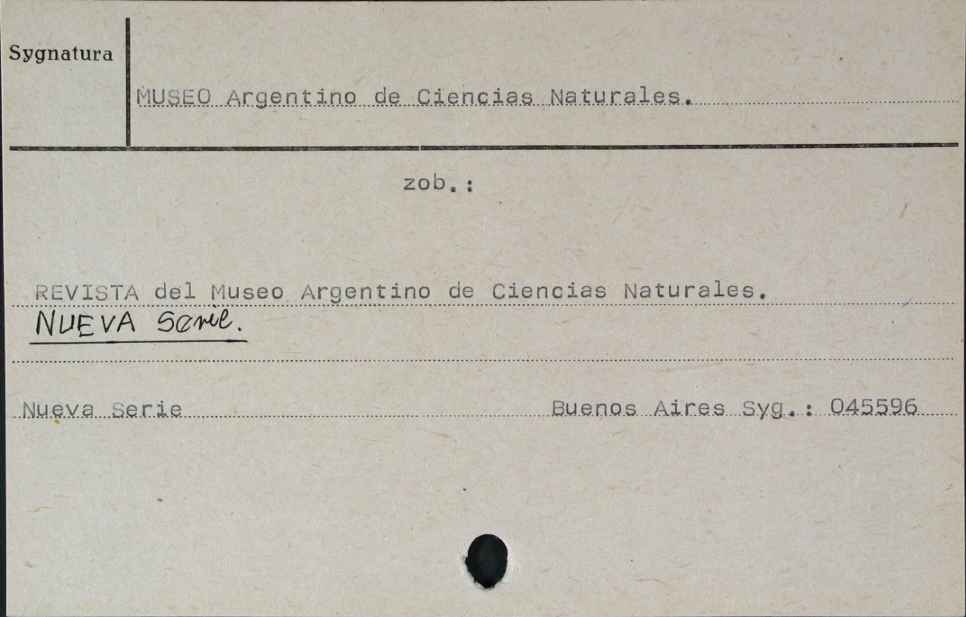 Sygnatura
MUSEO Argentino de Ciencias Naturales.
zob.:
REVISTA del Museo Argentino de Ciencias Naturales.
NUEVA Serie.
Nueva Serie Buenos Aires Syg.: 045596